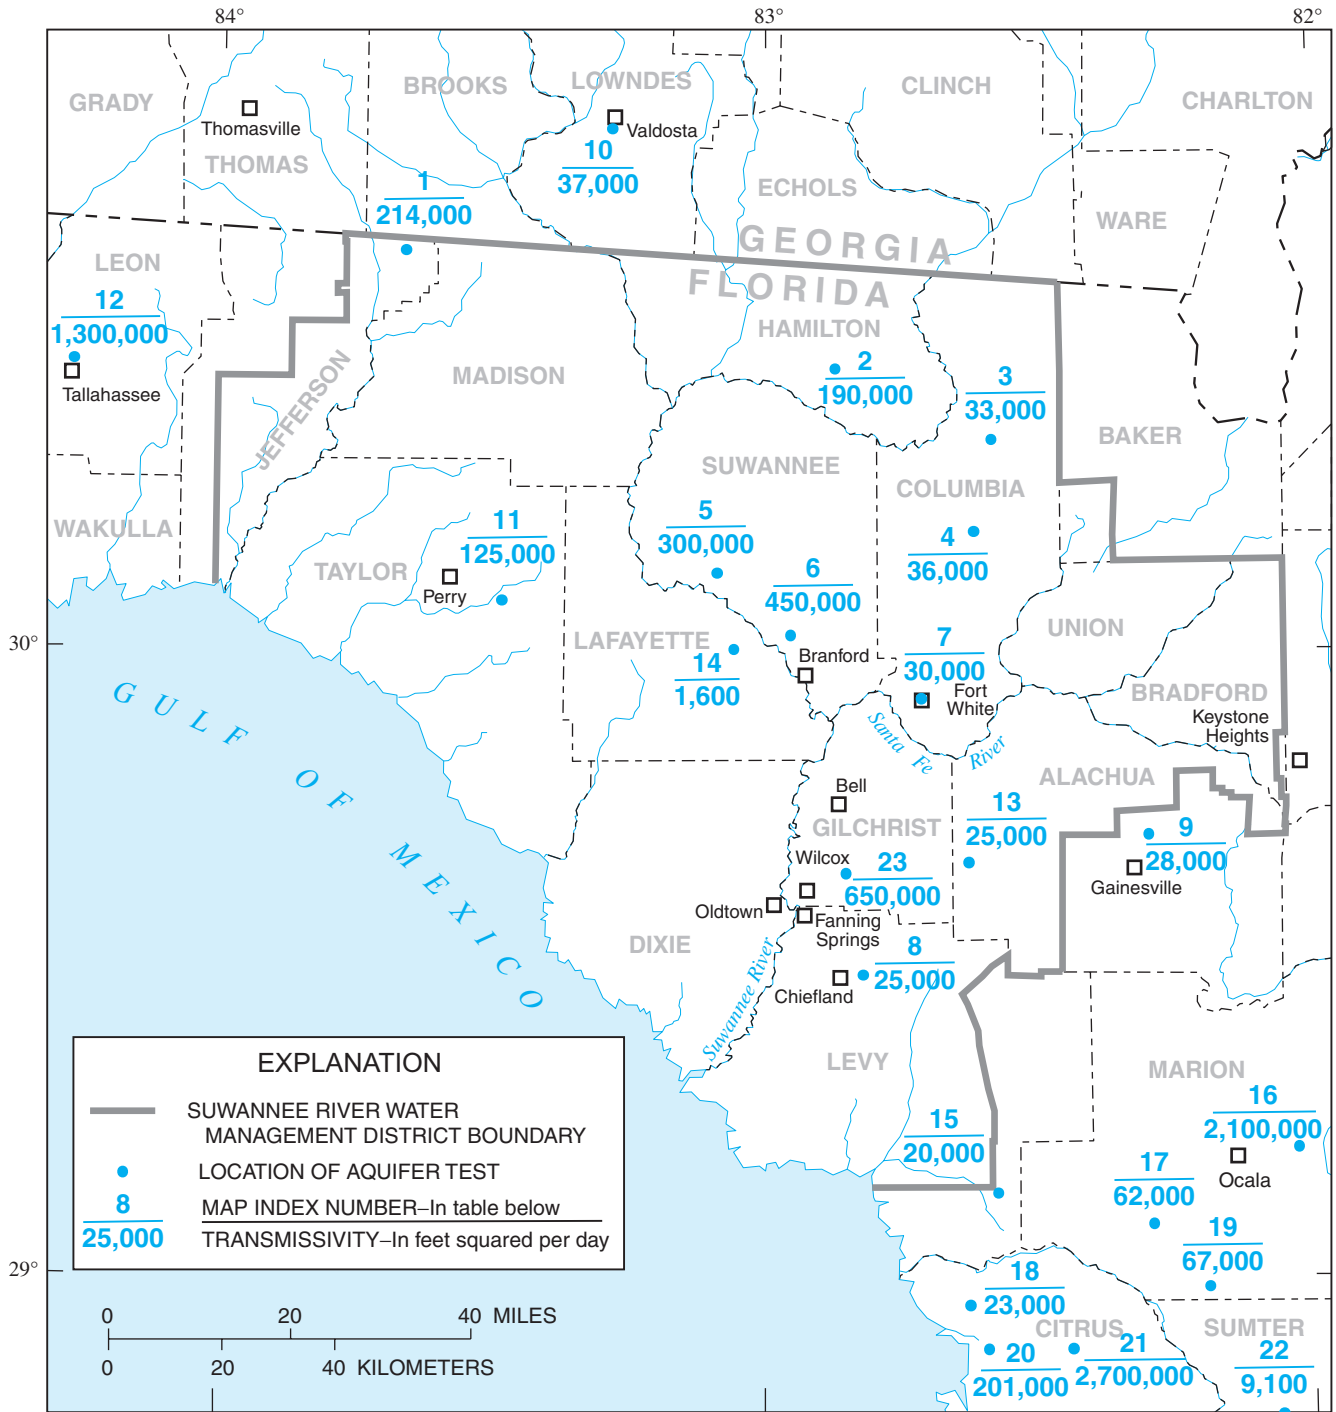 84°
83°
82°
GRADY
BROOKS
LOWNDES
CLINCH
CHARLTON
Thomasville
Valdosta
THOMAS
10
37,000
ECHOLS
1
214,000
WARE
GEORGIA
FLORIDA
LEON
12
1,300,000
Tallahassee
HAMILTON
MADISON
JEFFERSON
2
190,000
3
33,000
BAKER
SUWANNEE
COLUMBIA
WAKULLA
11
125,000
5
300,000
4
36,000
TAYLOR
Perry
6
450,000
30°
LAFAYETTE
14
1,600
Branford
7
30,000
Fort
White
UNION
BRADFORD
Keystone
Heights
GULF OF MEXICO
Santa Fe River
ALACHUA
Bell
GILCHRIST
13
25,000
9
28,000
Gainesville
Wilcox
23
650,000
Oldtown
Fanning
Springs
DIXIE
8
25,000
Chiefland
Suwannee River
LEVY
MARION
15
20,000
16
2,100,000
Ocala
17
62,000
19
67,000
29°
18
23,000
CITRUS
SUMTER
20
201,000
21
2,700,000
22
9,100
EXPLANATION
SUWANNEE RIVER WATER
MANAGEMENT DISTRICT BOUNDARY
LOCATION OF AQUIFER TEST
8
25,000
MAP INDEX NUMBER–In table below
TRANSMISSIVITY–In feet squared per day
0 20 40 MILES
0 20 40 KILOMETERS